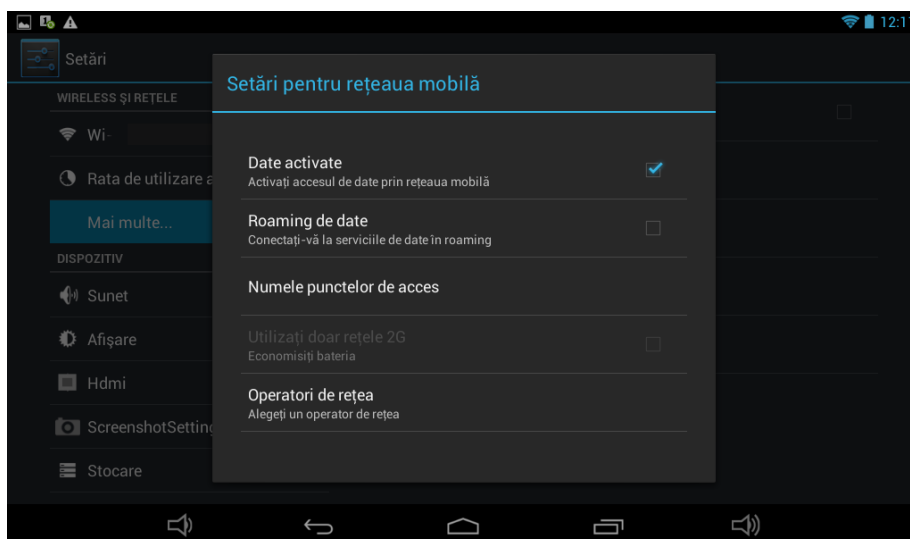 12:11
Setări
Setări pentru rețeaua mobilă
WIRELESS ŞI REȚELE
Wi-
Date activate
Activați accesul de date prin rețeaua mobilă
Rata de utilizare a
Roaming de date
Conectați-vă la serviciile de date în roaming
Mai multe...
DISPOZITIV
Numele punctelor de acces
Sunet
Utilizați doar rețele 2G
Economisiți bateria
Afişare
Hdmi
Operatori de rețea
Alegeți un operator de rețea
ScreenshotSetting
Stocare